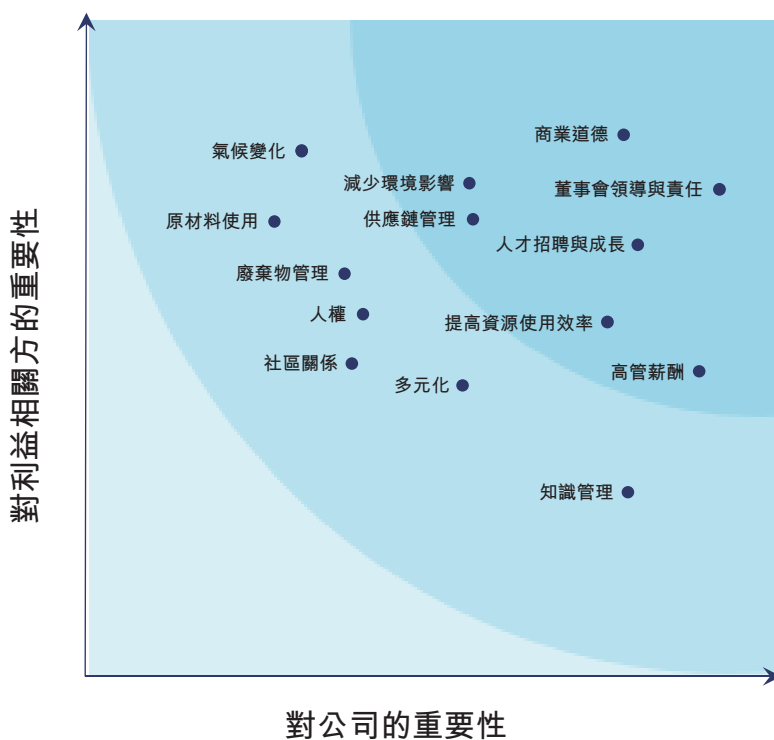 商業道德
氣候變化
減少環境影響
董事會領導與責任
原材料使用
供應鏈管理
人才招聘與成長
廢棄物管理
人權
提高資源使用效率
社區關係
高管薪酬
多元化
知識管理
對利益相關方的重要性
對公司的重要性